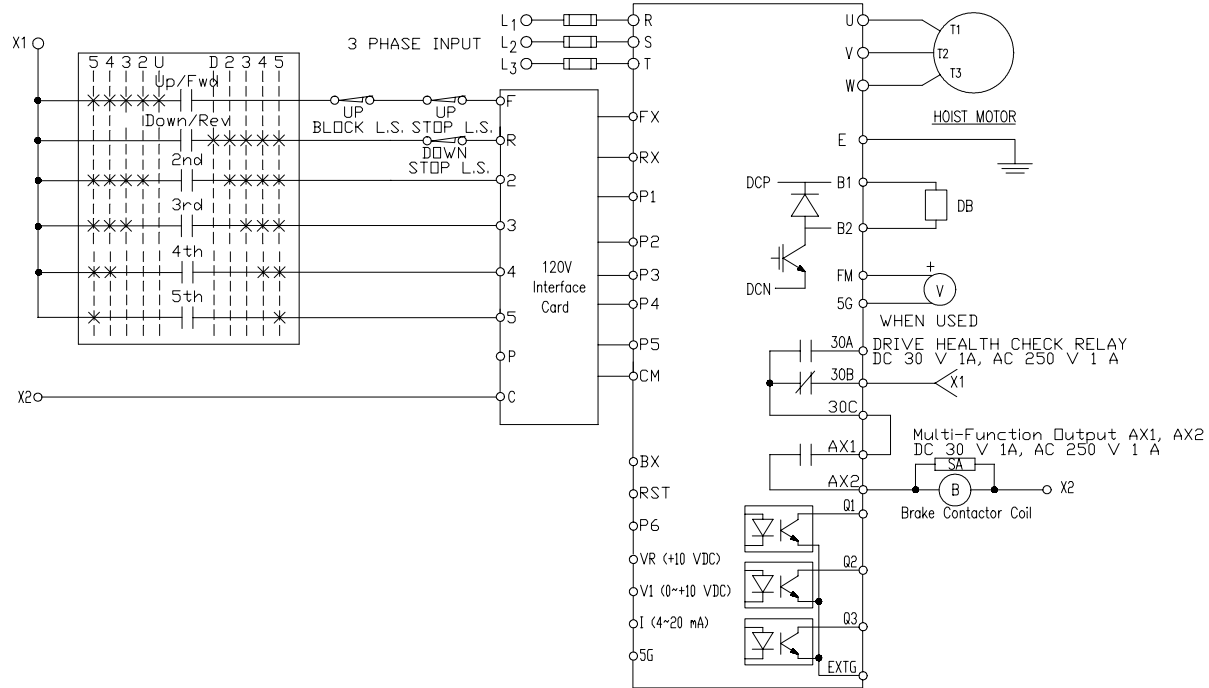 X1
5 4 3 2 U D 2 3 4 5
Up/Fwd
Down/Rev
2nd
3rd
4th
5th
X2
3 PHASE INPUT
L1
L2
L3
UP
BLOCK L.S.
UP
STOP L.S.
DOWN
STOP L.S.
F
R
2
3
4
5
P
C
120V
Interface
Card
R
S
T
FX
RX
P1
P2
P3
P4
P5
CM
BX
RST
P6
VR (+10 VDC)
V1 (0~+10 VDC)
I (4~20 mA)
5G
U
V
W
T1
T2
T3
HOIST MOTOR
E
DCP
B1
B2
DB
DCN
FM
5G
+
V
WHEN USED
30A
DRIVE HEALTH CHECK RELAY
DC 30 V 1A, AC 250 V 1 A
30B
X1
30C
AX1
Multi-Function Output AX1, AX2
DC 30 V 1A, AC 250 V 1 A
SA
AX2
B
X2
Brake Contactor Coil
Q1
Q2
Q3
EXTG